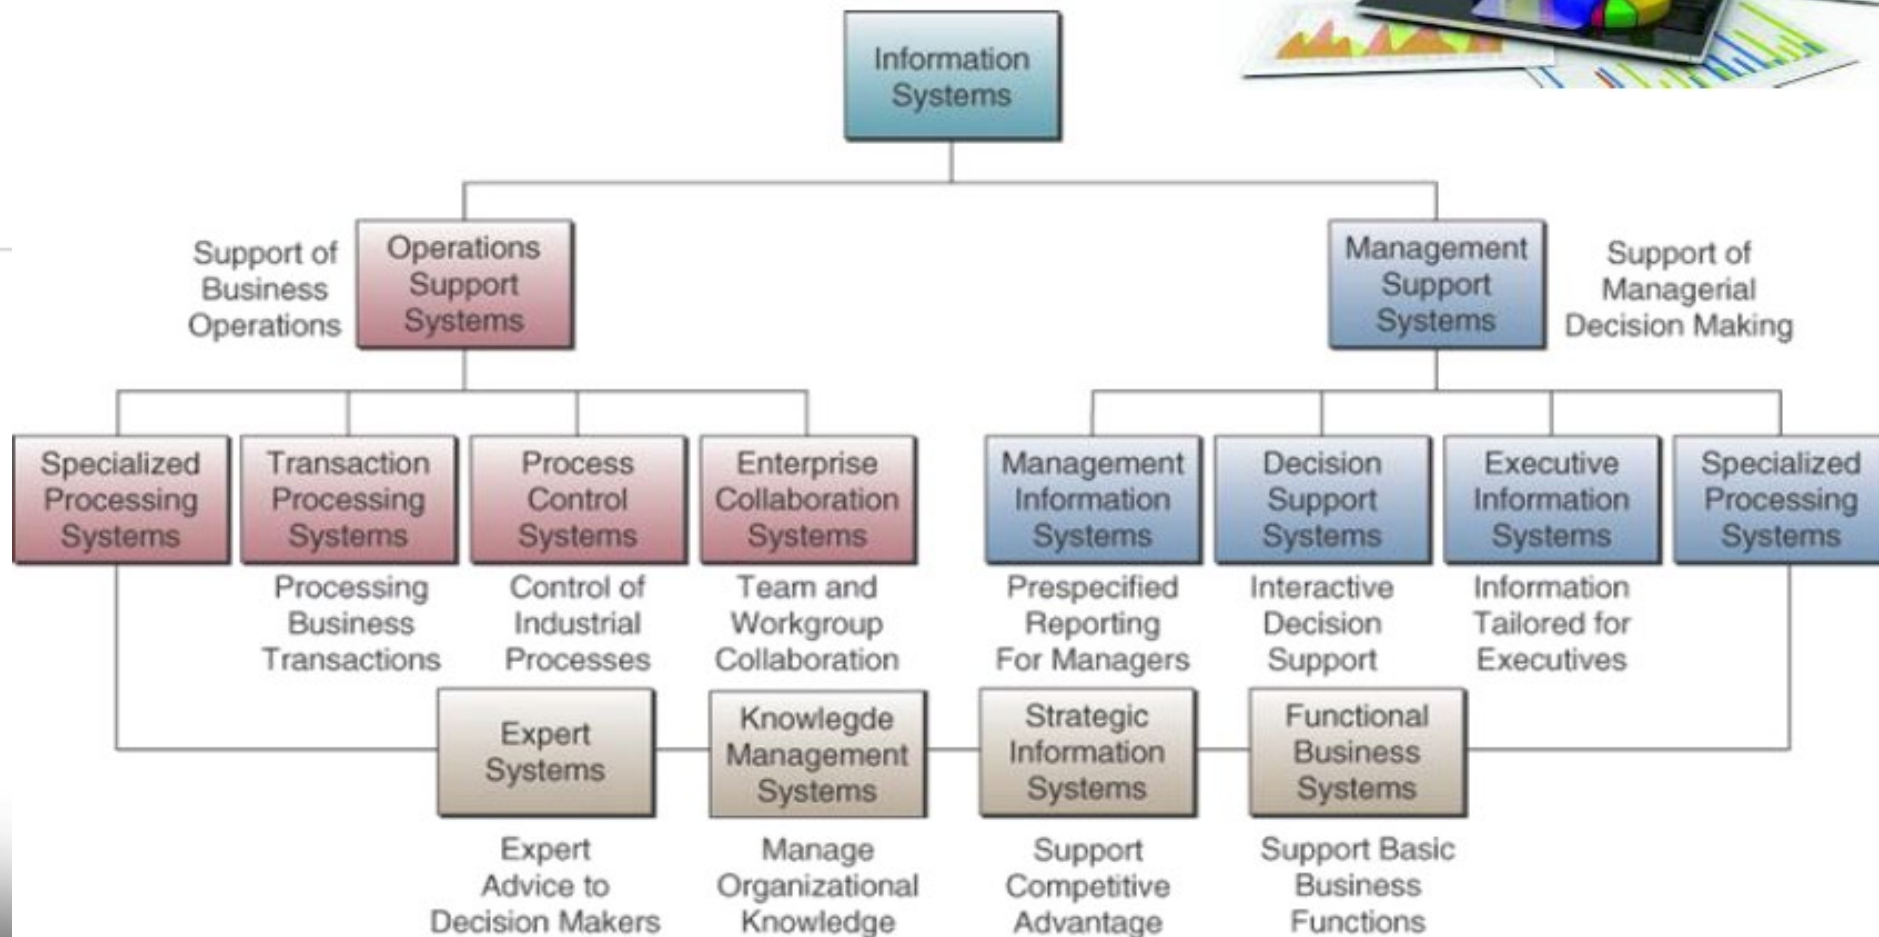 Information
Systems
Support of
Business
Operations
Operations
Support
Systems
Management
Support
Systems
Support of
Managerial
Decision Making
Specialized
Processing
Systems
Transaction
Processing
Systems
Process
Control
Systems
Enterprise
Collaboration
Systems
Management
Information
Systems
Decision
Support
Systems
Executive
Information
Systems
Specialized
Processing
Systems
Processing
Business
Transactions
Control of
Industrial
Processes
Team and
Workgroup
Collaboration
Prespecified
Reporting
For Managers
Interactive
Decision
Support
Information
Tailored for
Executives
Expert
Systems
Knowlegde
Management
Systems
Strategic
Information
Systems
Functional
Business
Systems
Expert
Advice to
Decision Makers
Manage
Organizational
Knowledge
Support
Competitive
Advantage
Support Basic
Business
Functions